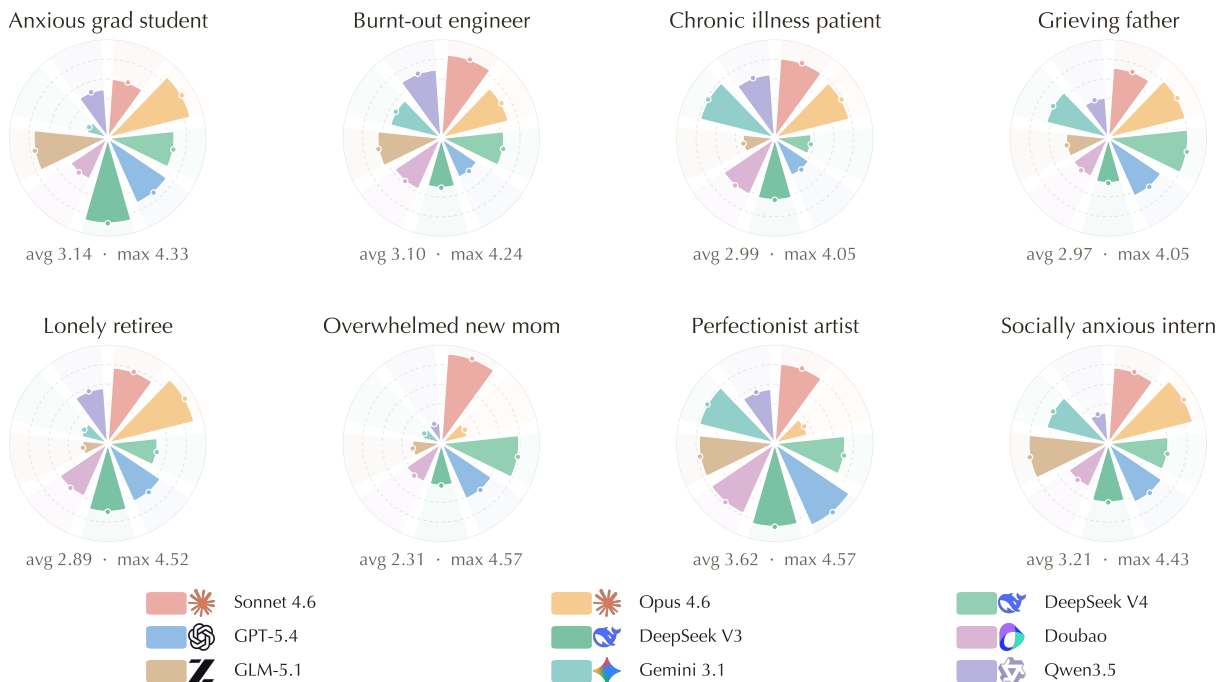 Anxious grad student
Burnt-out engineer
Chronic illness patient
Grieving father
avg 3.14 · max 4.33
avg 3.10 · max 4.24
avg 2.99 · max 4.05
avg 2.97 · max 4.05
Lonely retiree
Overwhelmed new mom
Perfectionist artist
Socially anxious intern
avg 2.89 · max 4.52
avg 2.31 · max 4.57
avg 3.62 · max 4.57
avg 3.21 · max 4.43
Sonnet 4.6
Opus 4.6
DeepSeek V4
GPT-5.4
DeepSeek V3
Doubao
GLM-5.1
Gemini 3.1
Qwen3.5